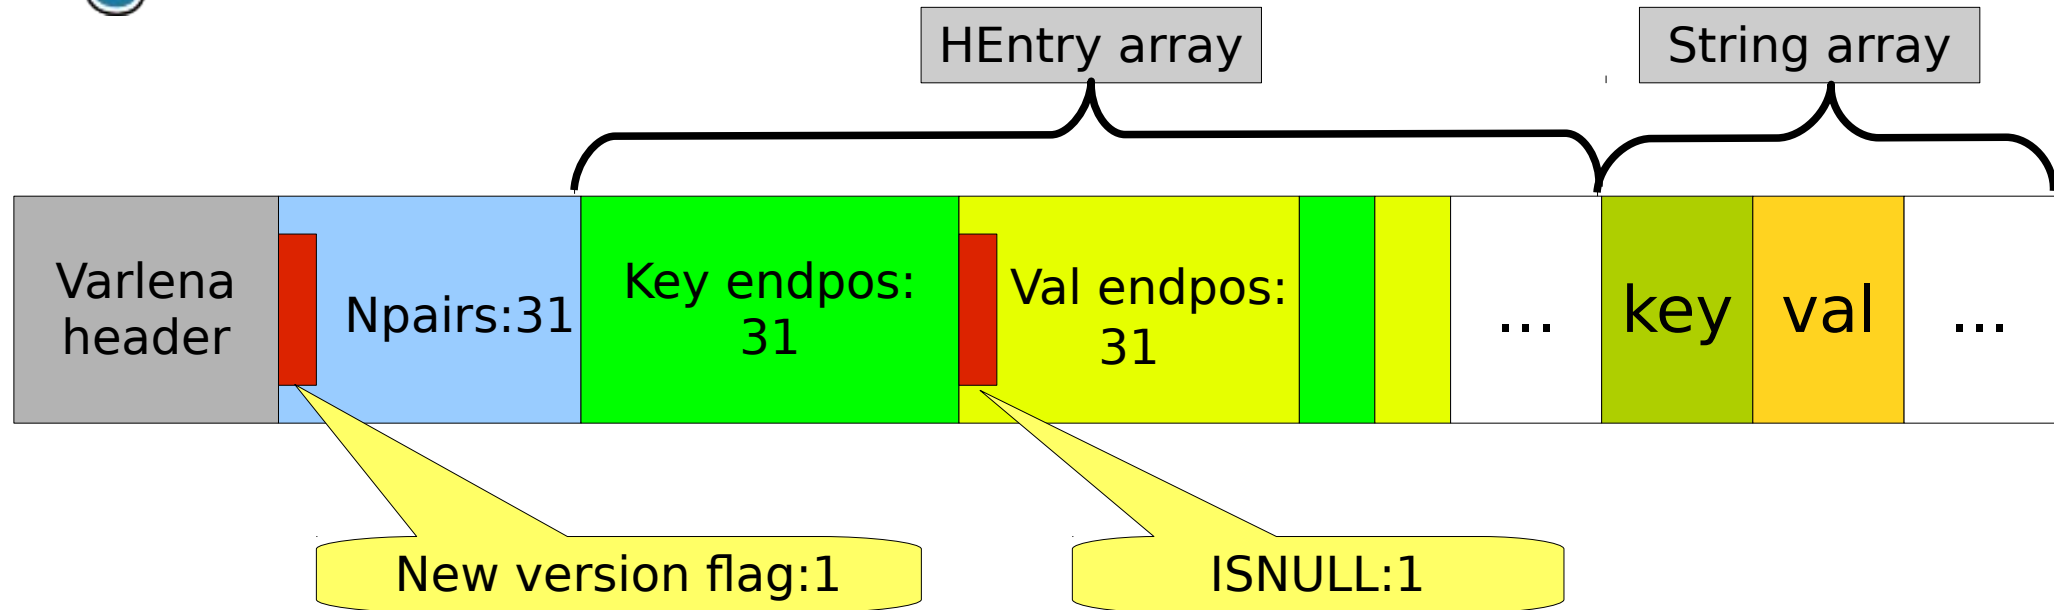 HEntry array
String array
Varlena
header
Npairs:31
Key endpos:
31
Val endpos:
31
...
key
val
...
New version flag:1
ISNULL:1